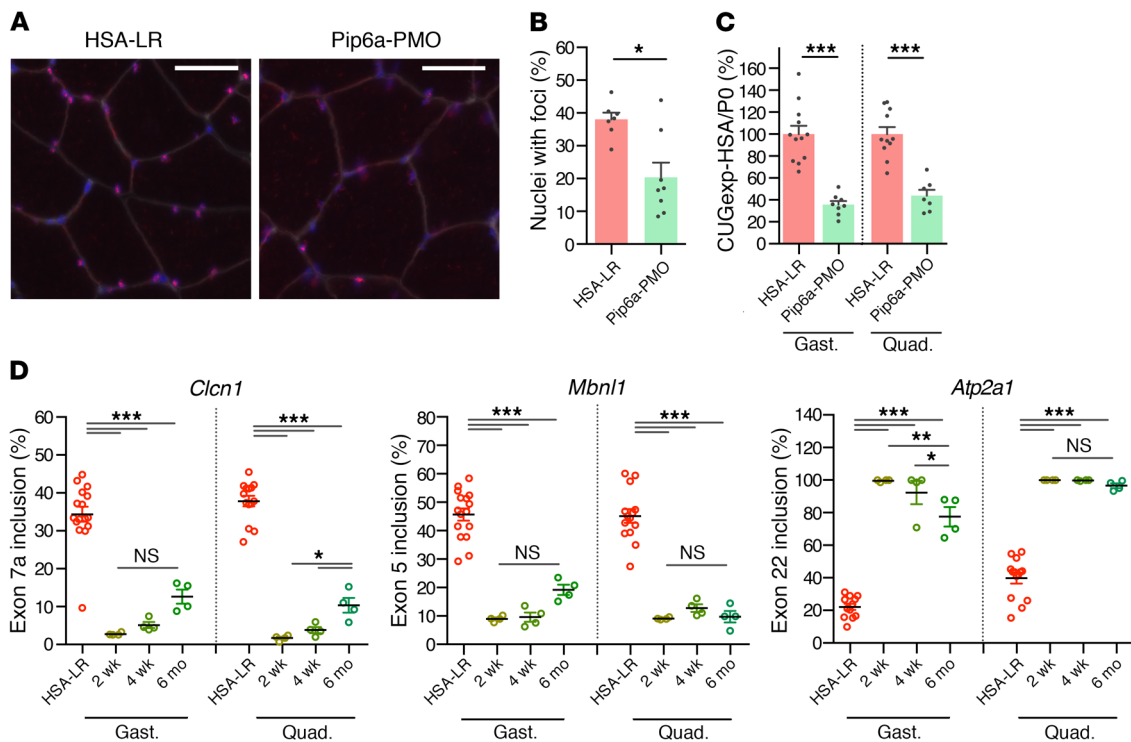 A
HSA-LR
Pip6a-PMO
B
Nuclei with foci (%)
60
50
40
30
20
10
0
*
HSA-LR
Pip6a-PMO
C
CUGexp-HSA/P0 (%)
160
140
120
100
80
60
40
20
0
***
***
HSA-LR
Pip6a-PMO
HSA-LR
Pip6a-PMO
Gast.
Quad.
D
Clcn1
Exon 7a inclusion (%)
60
50
40
30
20
10
0
***
***
NS
*
HSA-LR
2 wk
4 wk
6 mo
HSA-LR
2 wk
4 wk
6 mo
Gast.
Quad.
Mbnl1
Exon 5 inclusion (%)
80
70
60
50
40
30
20
10
0
***
***
NS
NS
HSA-LR
2 wk
4 wk
6 mo
HSA-LR
2 wk
4 wk
6 mo
Gast.
Quad.
Atp2a1
Exon 22 inclusion (%)
140
120
100
80
60
40
20
0
***
**
*
***
NS
HSA-LR
2 wk
4 wk
6 mo
HSA-LR
2 wk
4 wk
6 mo
Gast.
Quad.